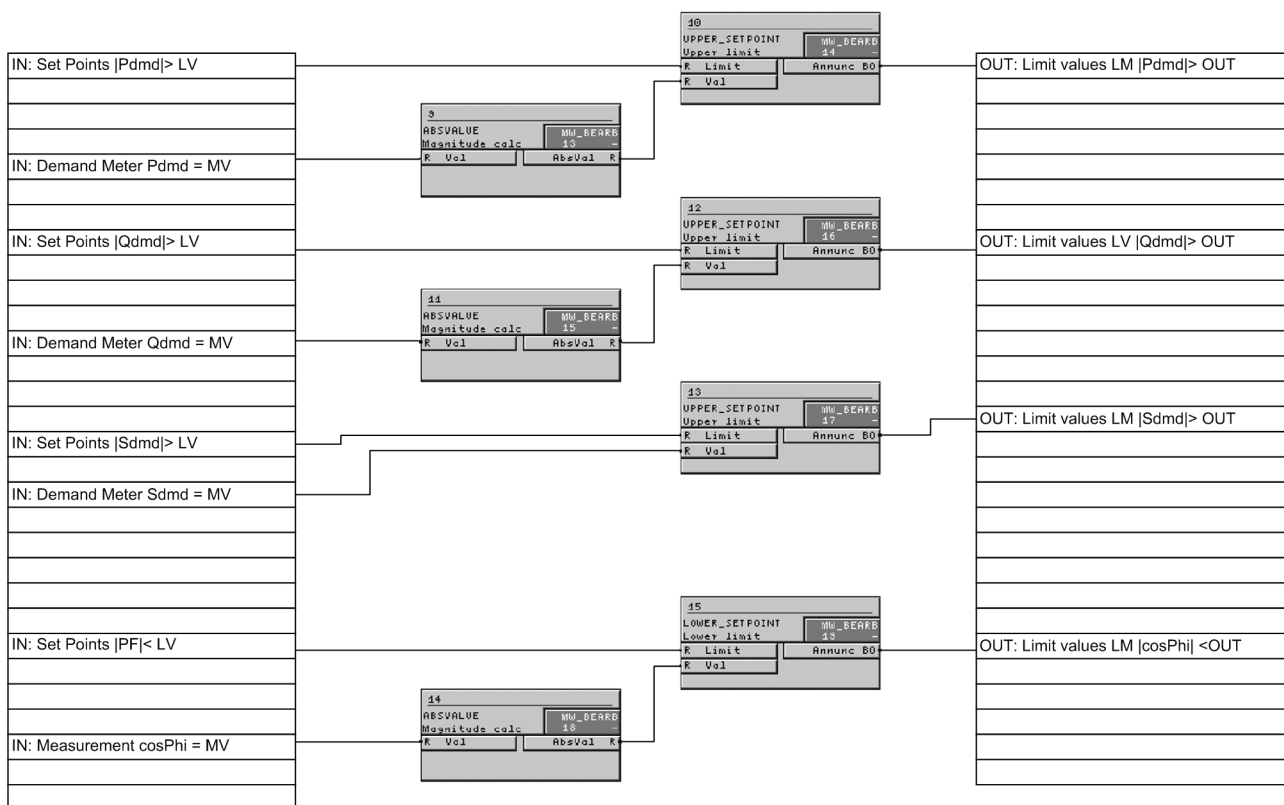 IN: Set Points |Pdmd|> LV
IN: Demand Meter Pdmd = MV
IN: Set Points |Qdmd|> LV
IN: Demand Meter Qdmd = MV
IN: Set Points |Sdmd|> LV
IN: Demand Meter Sdmd = MV
IN: Set Points |PF|< LV
IN: Measurement cosPhi = MV
9
ABSVALUE MW_BEARB
Magnitude calc 13 -
R Val AbsVal R
11
ABSVALUE MW_BEARB
Magnitude calc 15 -
R Val AbsVal R
14
ABSVALUE MW_BEARB
Magnitude calc 18 -
R Val AbsVal R
10
UPPER_SETPOINT MW_BEARB
Upper limit 14 -
R Limit Annunc BO
R Val
12
UPPER_SETPOINT MW_BEARB
Upper limit 16 -
R Limit Annunc BO
R Val
13
UPPER_SETPOINT MW_BEARB
Upper limit 17 -
R Limit Annunc BO
R Val
15
LOWER_SETPOINT MW_BEARB
Lower limit 19 -
R Limit Annunc BO
R Val
OUT: Limit values LM |Pdmd|> OUT
OUT: Limit values LV |Qdmd|> OUT
OUT: Limit values LM |Sdmd|> OUT
OUT: Limit values LM |cosPhi| <OUT